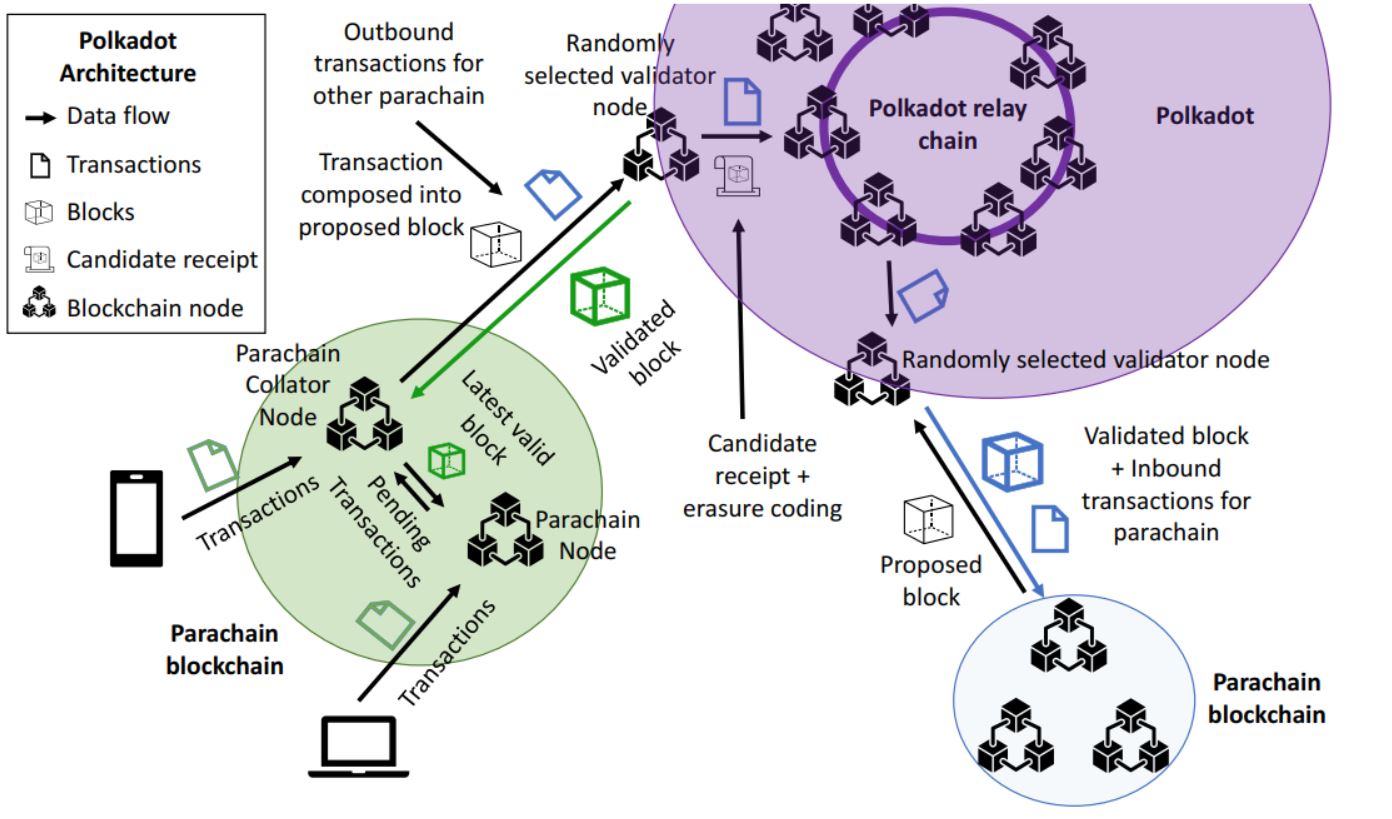 Polkadot
Architecture
Data flow
Transactions
Blocks
Candidate receipt
Blockchain node
Outbound
transactions for
other parachain
Transaction
composed into
proposed block
Randomly
selected validator
node
Polkadot relay
chain
Polkadot
Validated
block
Randomly selected validator node
Parachain
Collator
Node
Latest valid
block
Pending
Transactions
Transactions
Parachain
Node
Transactions
Parachain
blockchain
Candidate
receipt +
erasure coding
Validated block
+ Inbound
transactions for
parachain
Proposed
block
Parachain
blockchain